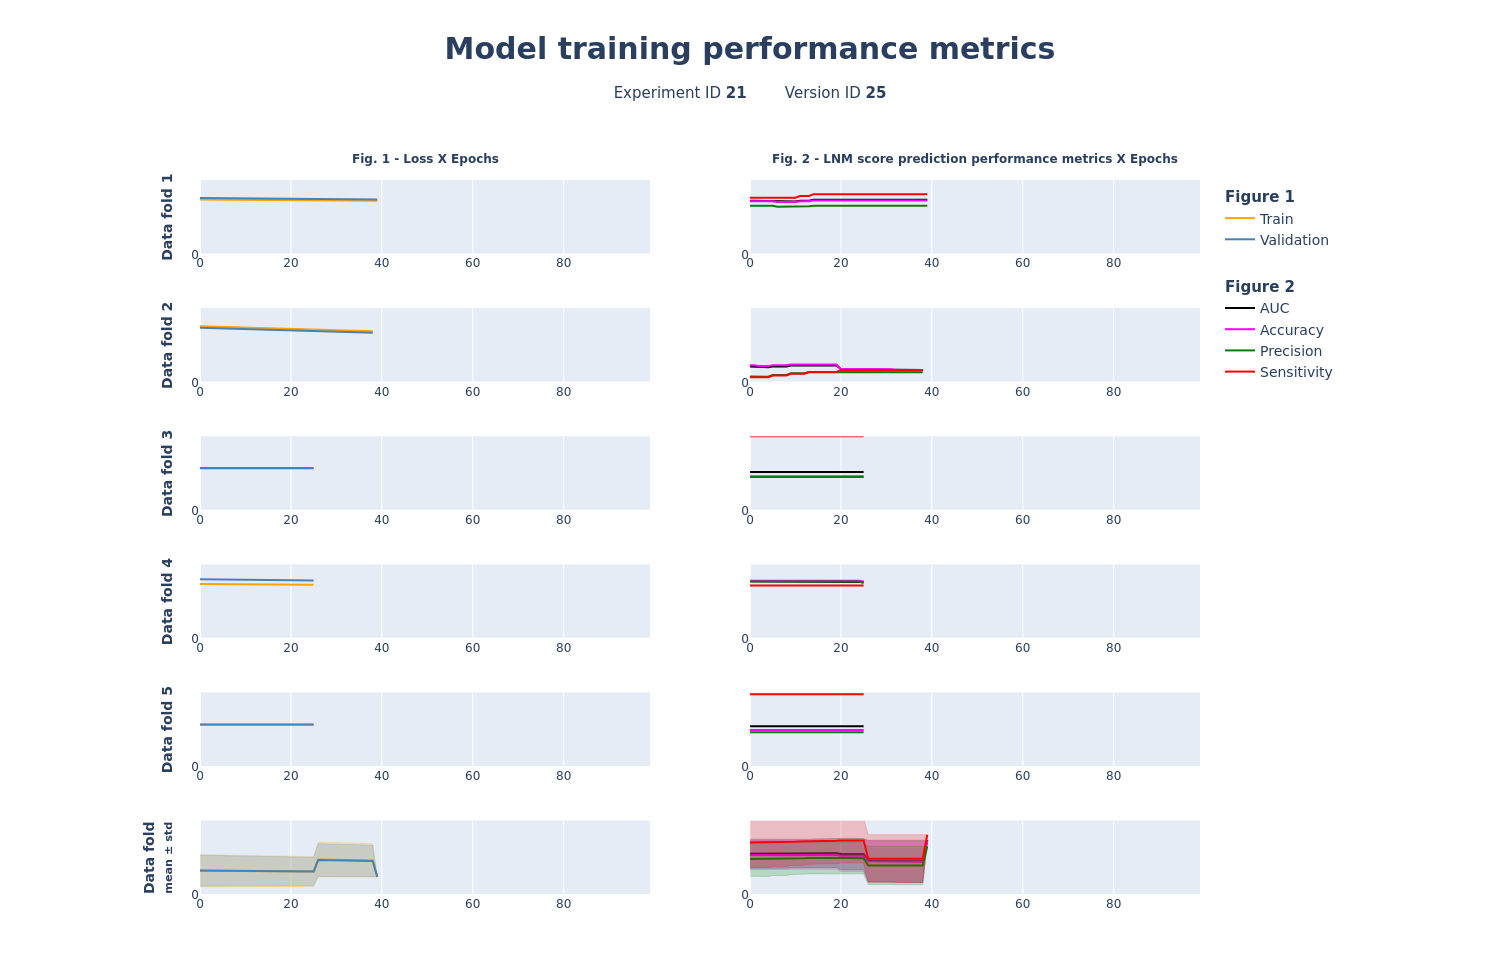 Model training performance metrics
Experiment ID 21 Version ID 25
Fig. 1 - Loss X Epochs
Fig. 2 - LNM score prediction performance metrics X Epochs
Data fold 1
0
0 20 40 60 80
0
0 20 40 60 80
Figure 1
Train
Validation
Figure 2
AUC
Accuracy
Precision
Sensitivity
Data fold 2
0
0 20 40 60 80
0
0 20 40 60 80
Data fold 3
0
0 20 40 60 80
0
0 20 40 60 80
Data fold 4
0
0 20 40 60 80
0
0 20 40 60 80
Data fold 5
0
0 20 40 60 80
0
0 20 40 60 80
Data fold
mean ± std
0
0 20 40 60 80
0
0 20 40 60 80